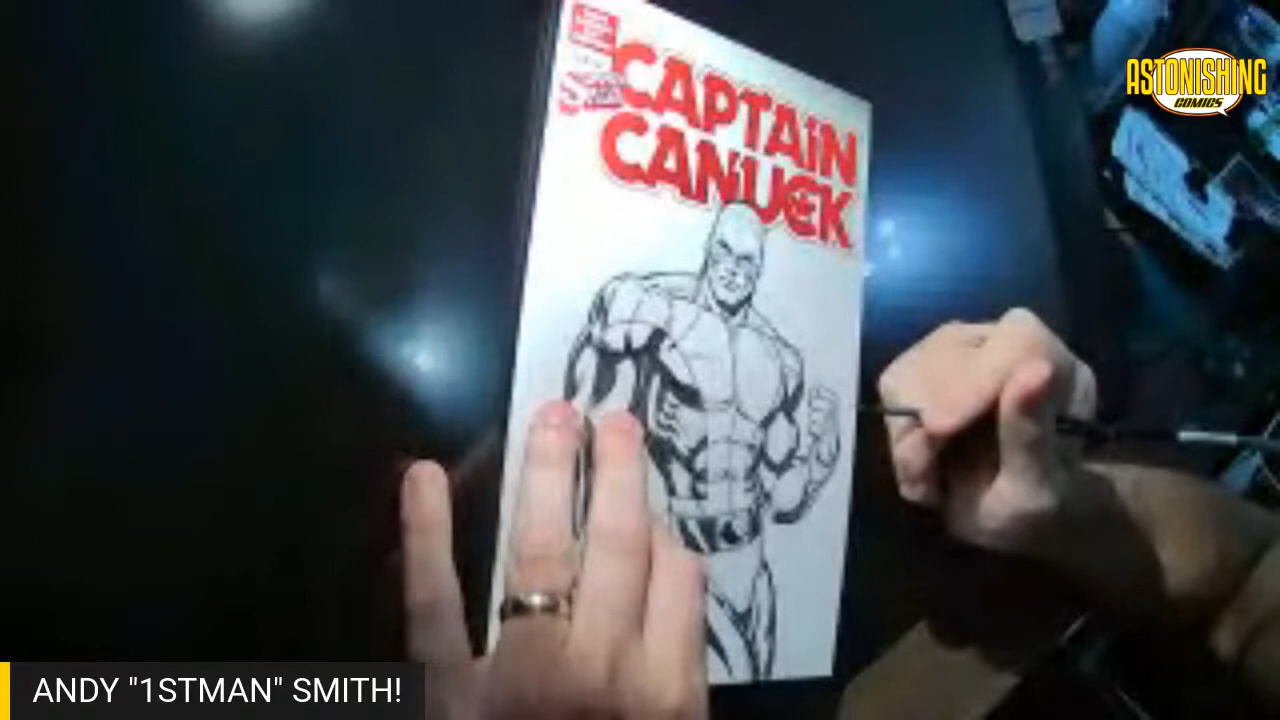 CAPTAIN
CANUCK
ASTONISHING
COMICS
ANDY "1STMAN" SMITH!